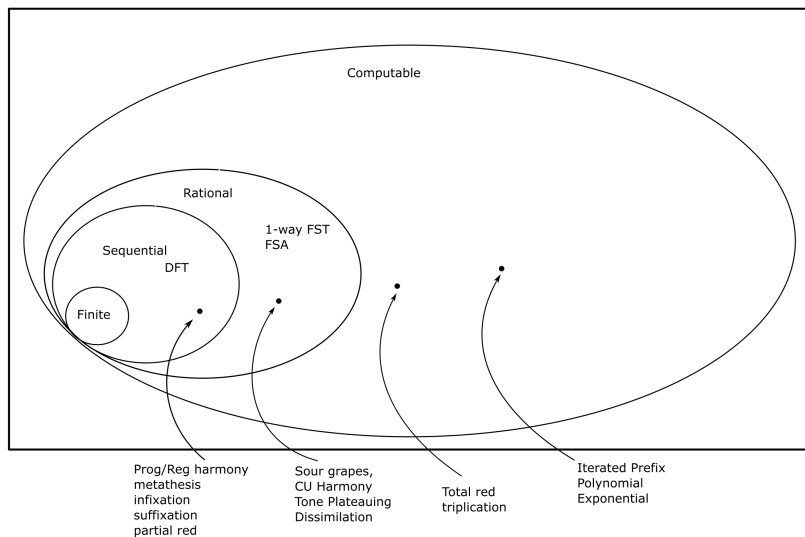 Computable
Rational
1-way FST
FSA
Sequential
DFT
Finite
Prog/Reg harmony
metathesis
infixation
suffixation
partial red
Sour grapes,
CU Harmony
Tone Plateauing
Dissimilation
Total red
triplication
Iterated Prefix
Polynomial
Exponential